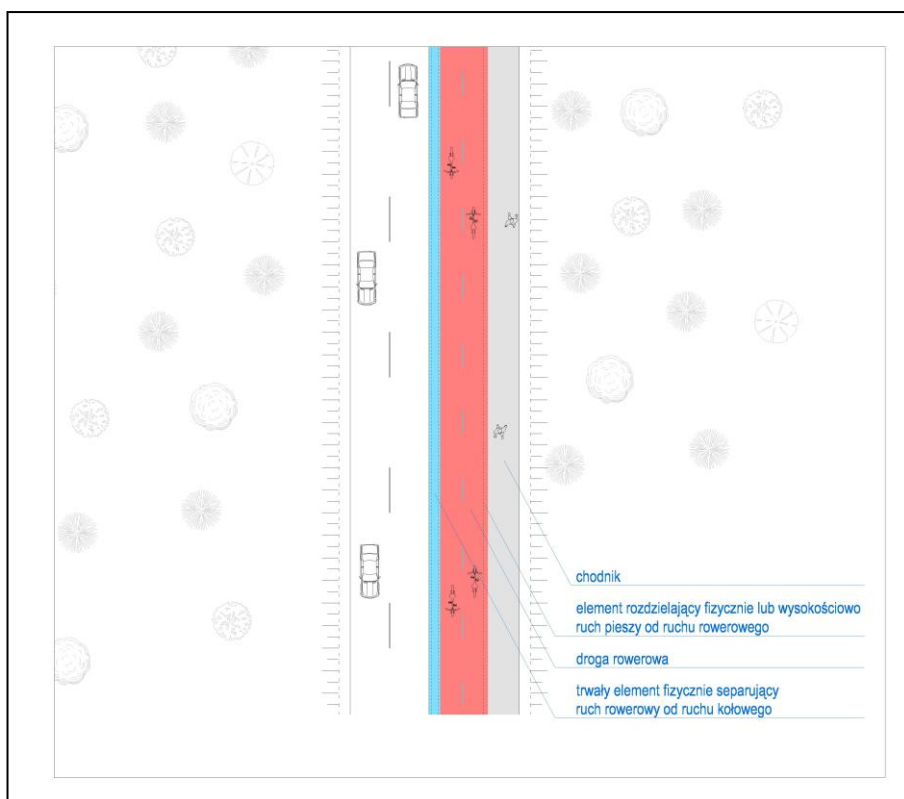 chodnik
element rozdzielający fizycznie lub wysokościowo
ruch pieszy od ruchu rowerowego
droga rowerowa
trwały element fizycznie separujący
ruch rowerowy od ruchu kołowego